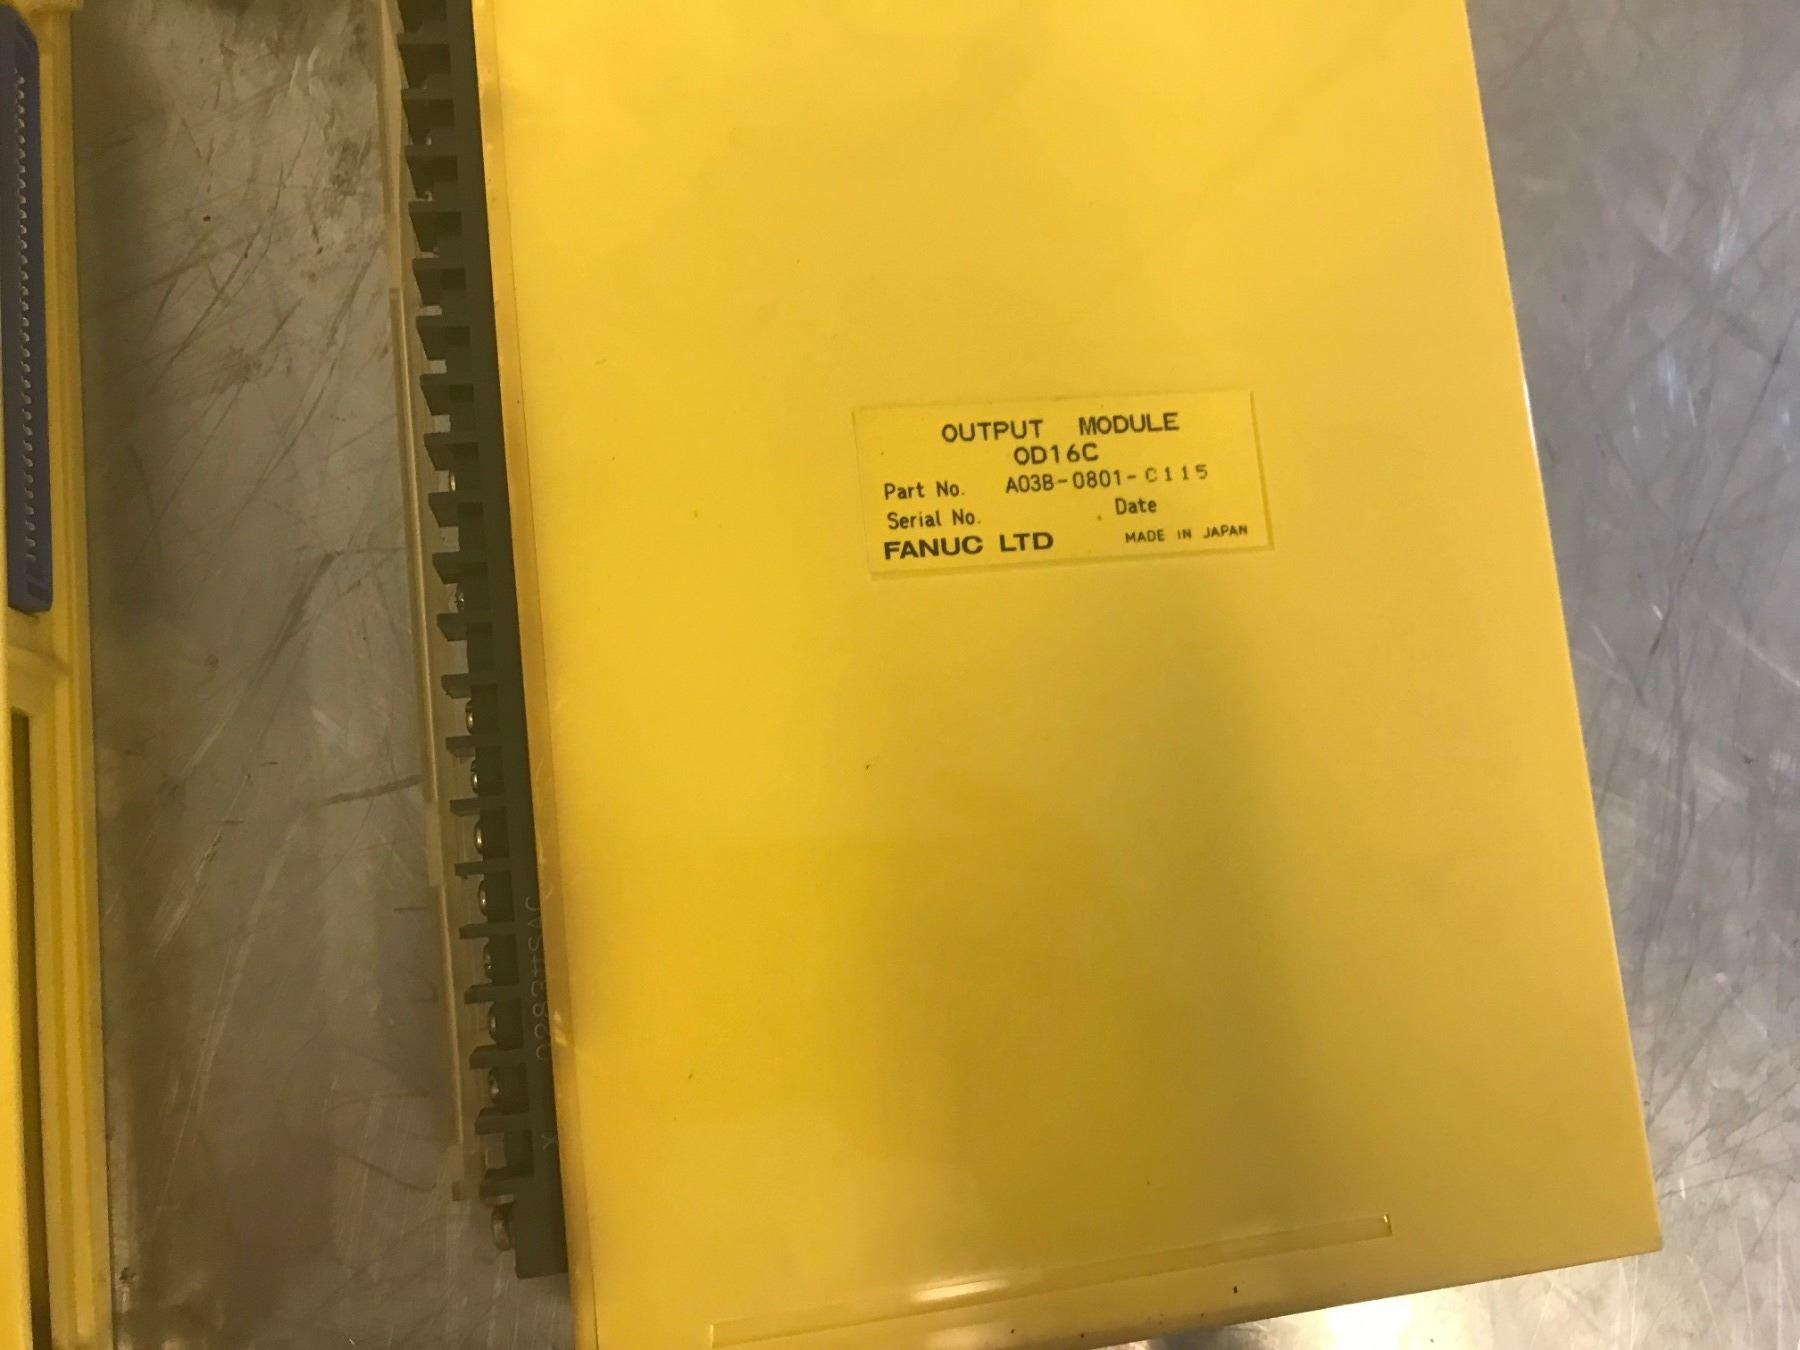 OUTPUT MODULE
OD16C
Part No. A03B-0801-C115
Serial No. Date
FANUC LTD MADE IN JAPAN